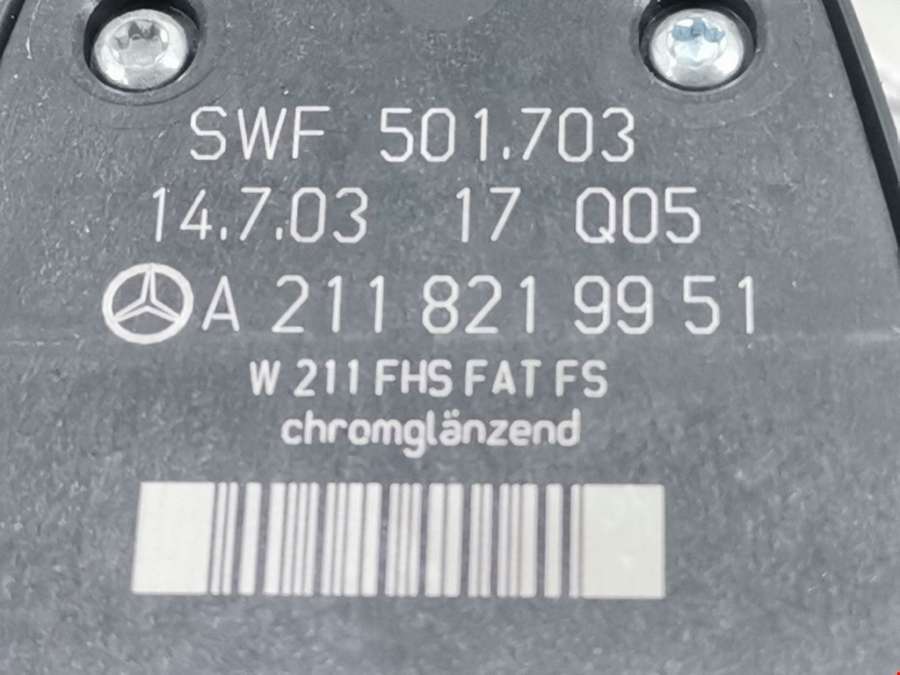 SWF 501.703
14.7.03 17 Q05
A 211 821 99 51
W 211 FHS FAT FS
chromglänzend